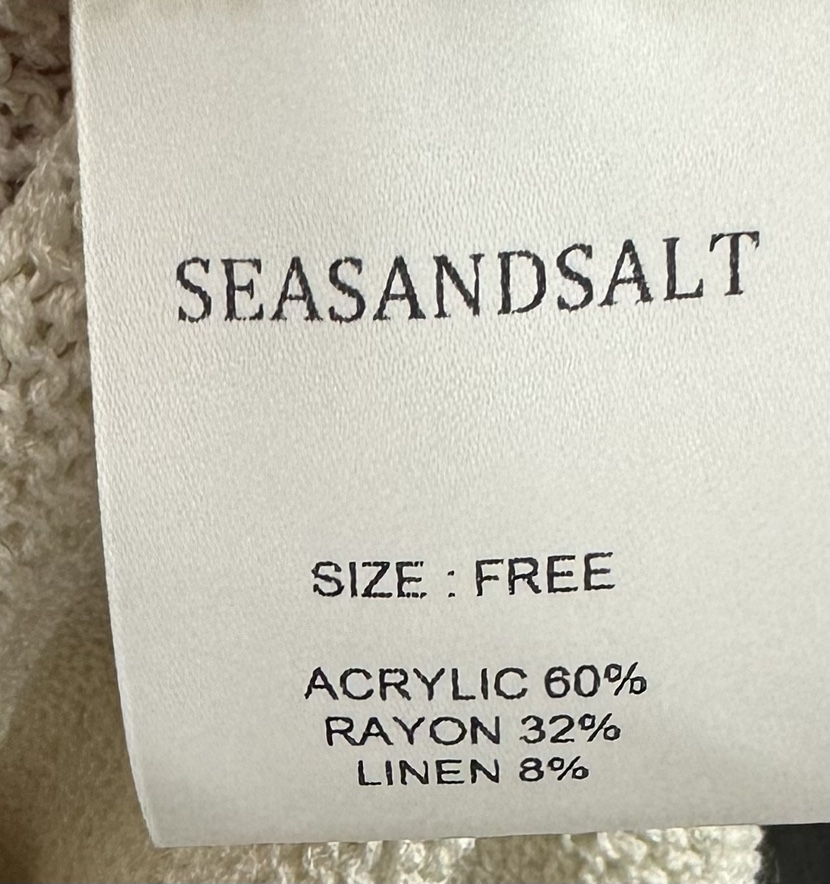 SEASANDSALT
SIZE : FREE
ACRYLIC 60%
RAYON 32%
LINEN 8%